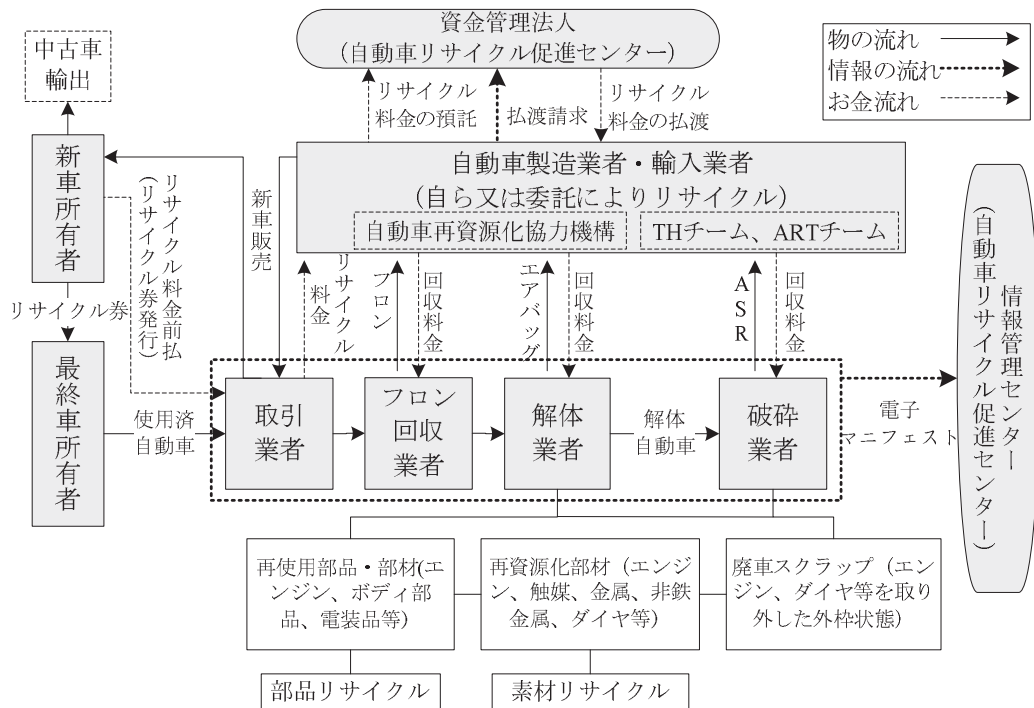 資金管理法人
(自動車リサイクル促進センター)
物の流れ
情報の流れ
お金流れ
中古車
輸出
リサイクル
料金の預託
払渡請求
リサイクル
料金の払渡
新車所有者
リサイクル料金前払
(リサイクル券発行)
新車販売
自動車製造業者・輸入業者
(自ら又は委託によりリサイクル)
自動車再資源化協力機構
THチーム、ARTチーム
リサイクル
料金
フロン
回収料金
エアバッグ
回収料金
ASR
回収料金
リサイクル券
最終車所有者
使用済
自動車
取引
業者
フロン
回収
業者
解体
業者
解体
自動車
破砕
業者
電子
マニフェスト
情報管理センター
(自動車リサイクル促進センター)
再使用部品・部材(エ
ンジン、ボディ部
品、電装品等)
再資源化部材（エンジ
ン、触媒、金属、非鉄
金属、ダイヤ等）
廃車スクラップ（エン
ジン、ダイヤ等を取り
外した外枠状態）
部品リサイクル
素材リサイクル